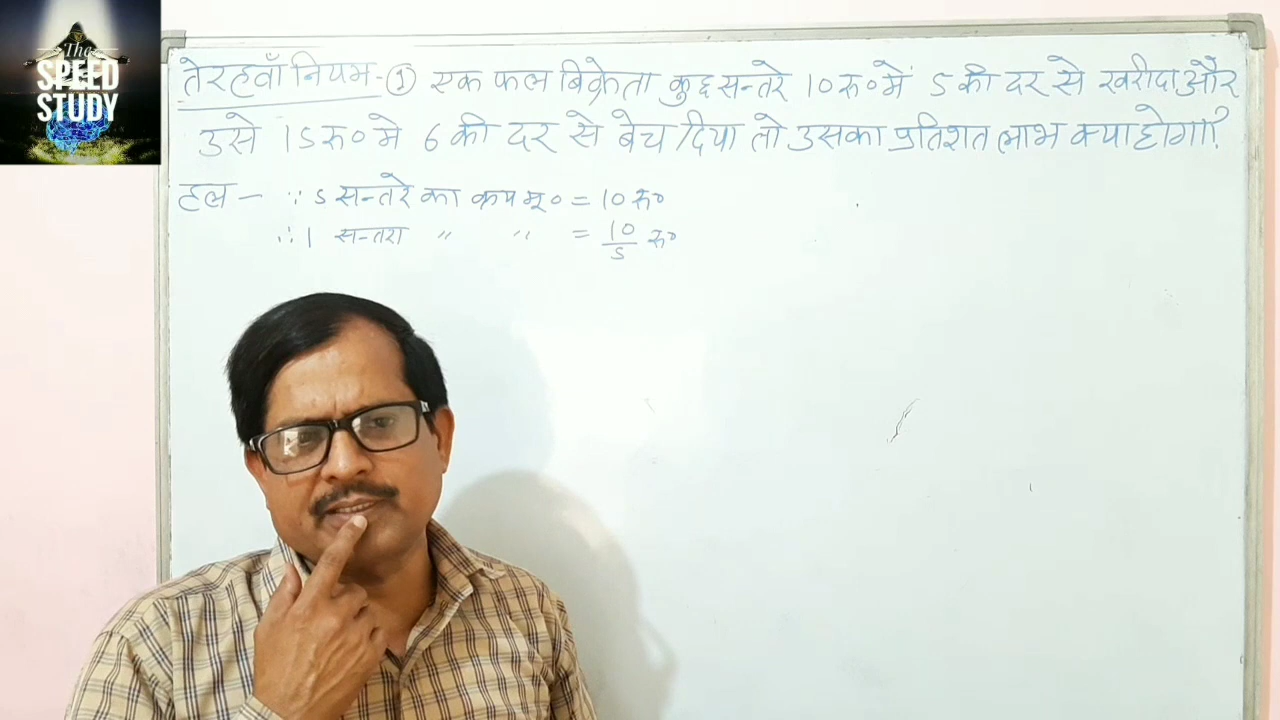 The
SPEED
STUDY
तेरहवाँ नियम-① एक फल बिक्रेता कुछ सन्तरे 10 रू० में 5 की दर से खरीदा और
उसे 15 रू० मे 6 की दर से बेच दिया तो उसका प्रतिशत लाभ क्या होगा?
हल- ∵ 5 सन्तरे का क्रय मू० = 10 रू०
∴ 1 सन्तरा " " = 10/5 रू०